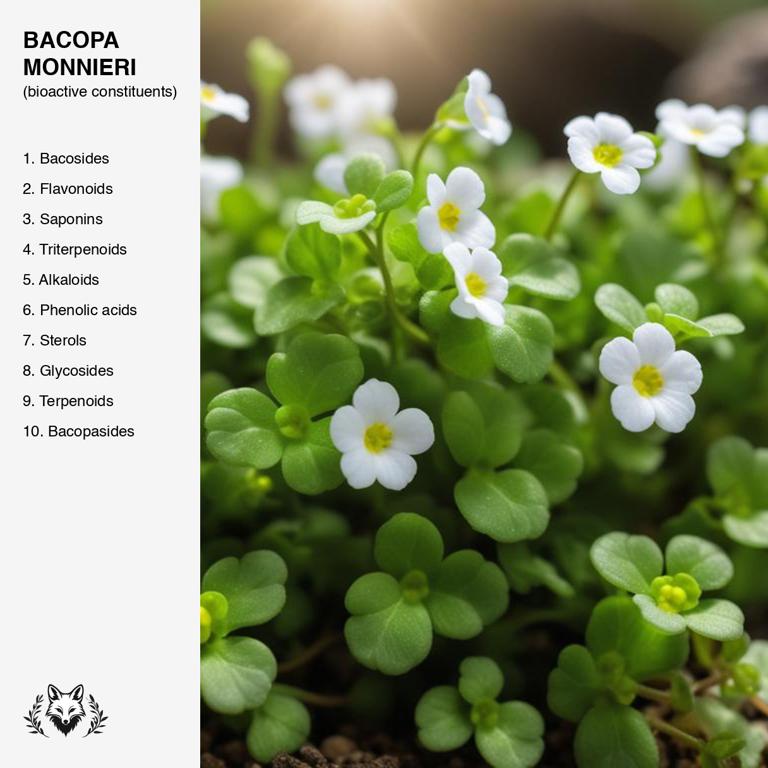 BACOPA
MONNIERI
(bioactive constituents)
1. Bacosides
2. Flavonoids
3. Saponins
4. Triterpenoids
5. Alkaloids
6. Phenolic acids
7. Sterols
8. Glycosides
9. Terpenoids
10. Bacopasides